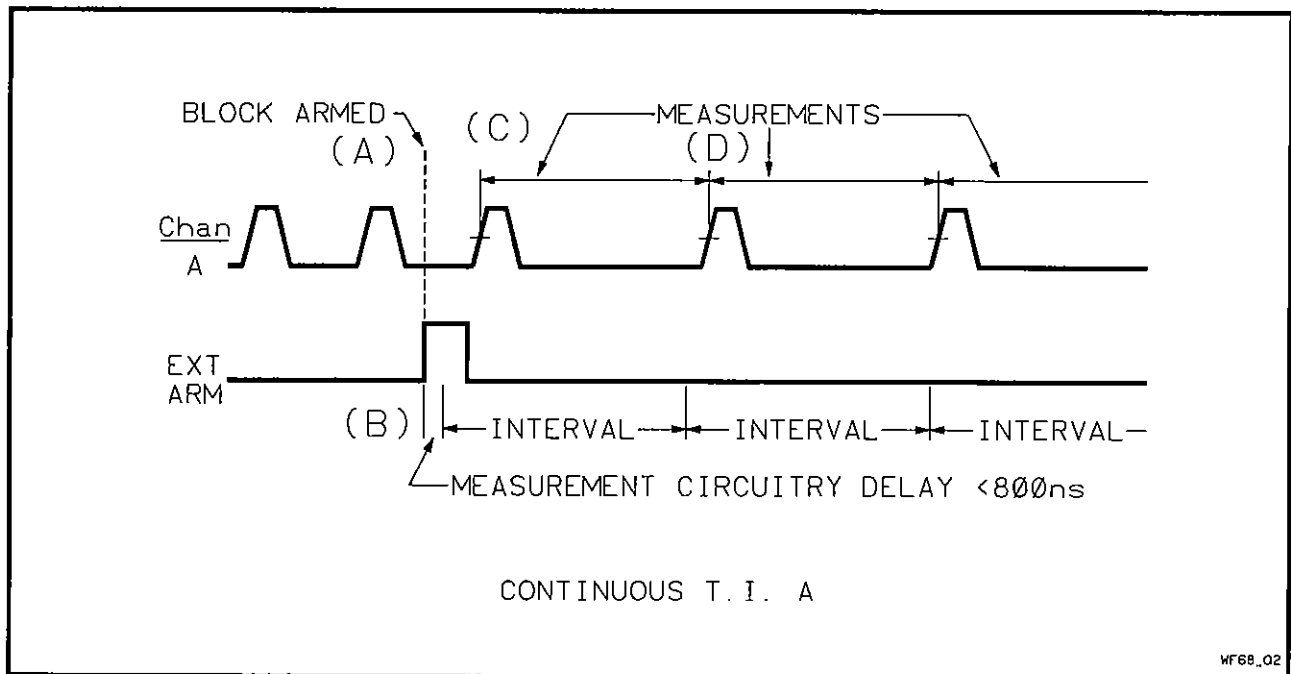 BLOCK ARMED
(A)
(C)
MEASUREMENTS
(D)
Chan
A
EXT
ARM
(B)
INTERVAL
INTERVAL
INTERVAL
MEASUREMENT CIRCUITRY DELAY <800ns
CONTINUOUS T.I. A
WF68_02